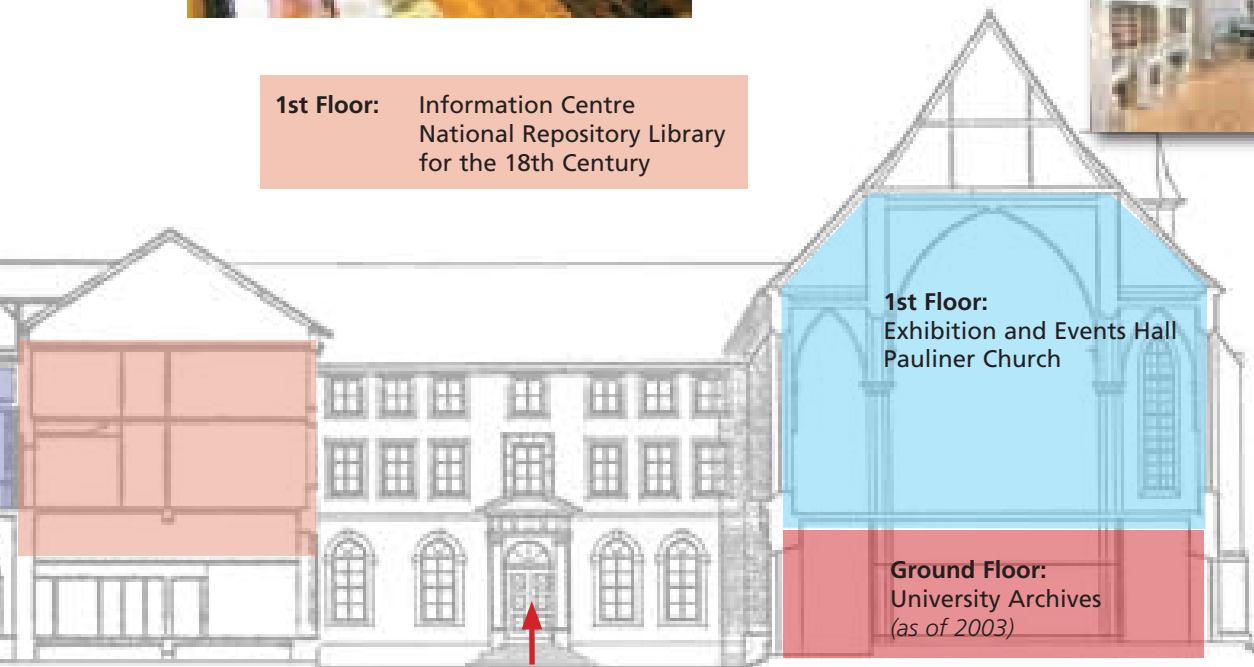 1st Floor: Information Centre
National Repository Library
for the 18th Century
1st Floor:
Exhibition and Events Hall
Pauliner Church
Ground Floor:
University Archives
(as of 2003)